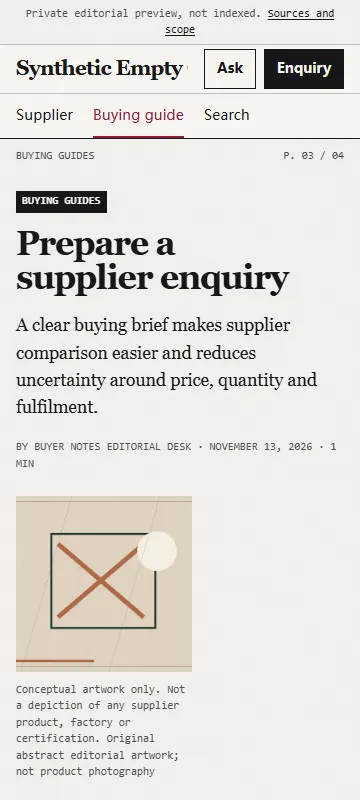 Private editorial preview, not indexed. Sources and
scope
Synthetic Empty
Ask
Enquiry
Supplier
Buying guide
Search
BUYING GUIDES
P. 03 / 04
BUYING GUIDES
Prepare a
supplier enquiry
A clear buying brief makes supplier
comparison easier and reduces
uncertainty around price, quantity and
fulfilment.
BY BUYER NOTES EDITORIAL DESK · NOVEMBER 13, 2026 · 1
MIN
Conceptual artwork only. Not
a depiction of any supplier
product, factory or
certification. Original
abstract editorial artwork;
not product photography